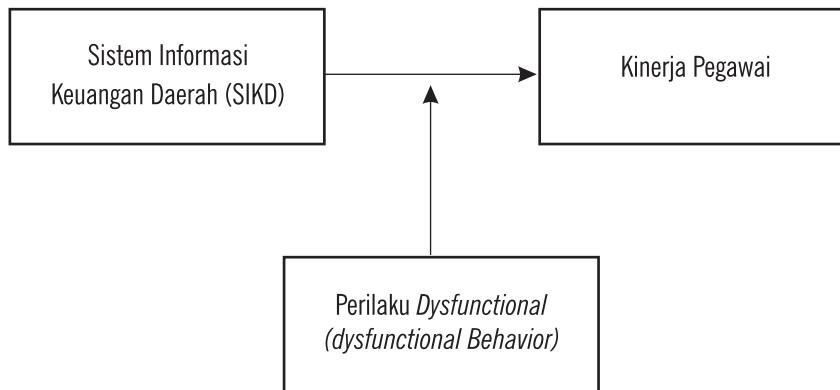 Sistem Informasi
Keuangan Daerah (SIKD)
Kinerja Pegawai
Perilaku Dysfunctional
(dysfunctional Behavior)